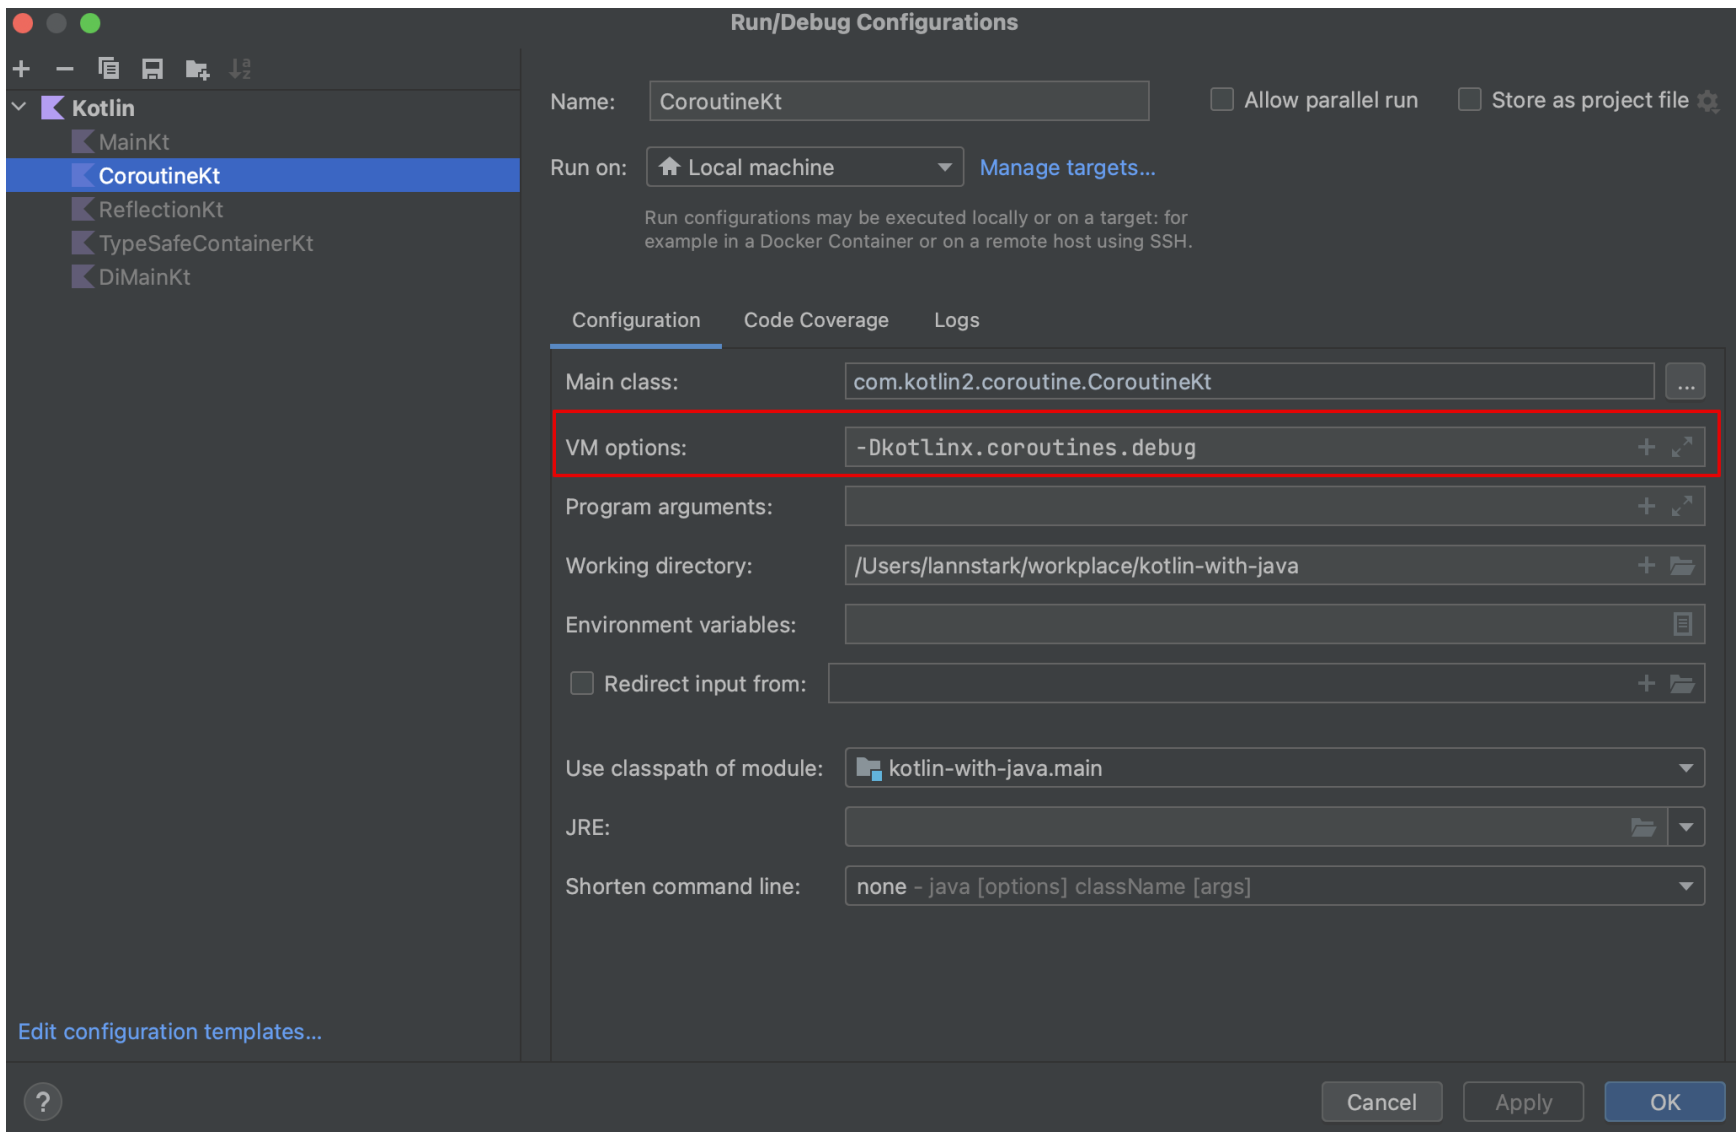 Run/Debug Configurations
Kotlin
MainKt
CoroutineKt
ReflectionKt
TypeSafeContainerKt
DiMainKt
Edit configuration templates...
Name: CoroutineKt Allow parallel run Store as project file
Run on: Local machine Manage targets...
Run configurations may be executed locally or on a target: for
example in a Docker Container or on a remote host using SSH.
Configuration Code Coverage Logs
Main class: com.kotlin2.coroutine.CoroutineKt ...
VM options: -Dkotlinx.coroutines.debug
Program arguments:
Working directory: /Users/lannstark/workplace/kotlin-with-java
Environment variables:
Redirect input from:
Use classpath of module: kotlin-with-java.main
JRE:
Shorten command line: none - java [options] className [args]
? Cancel Apply OK